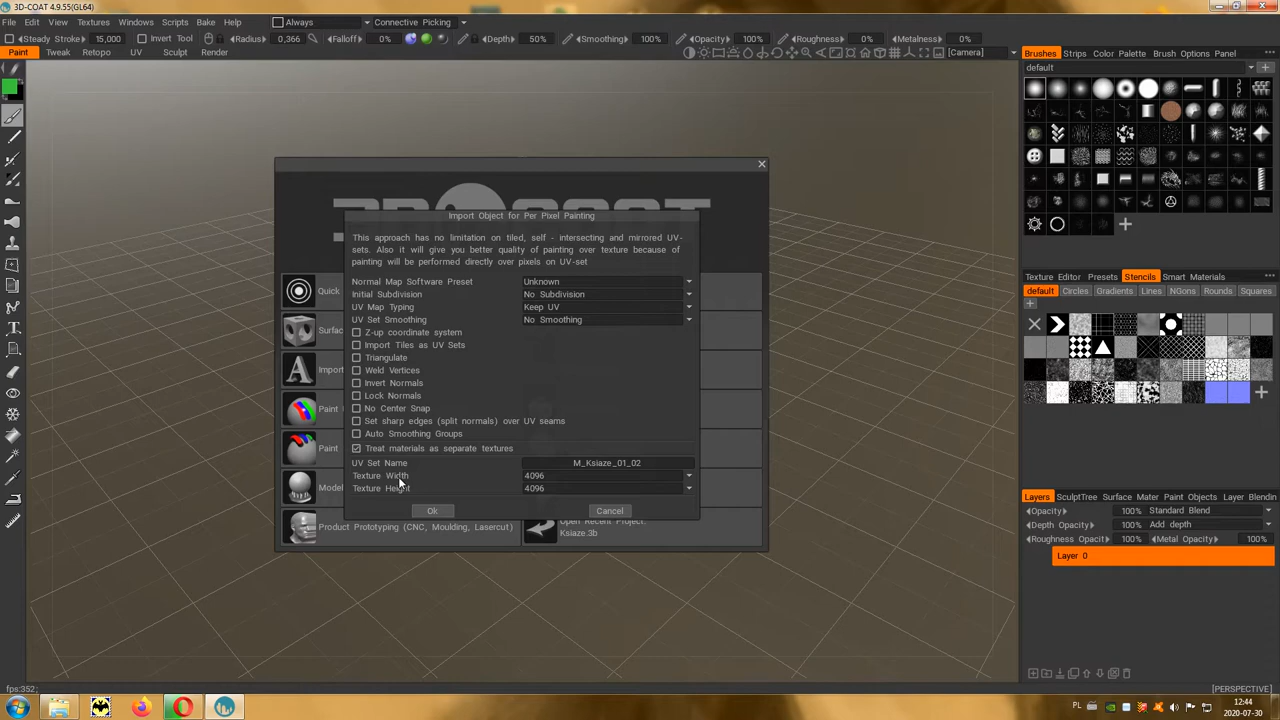 3D-COAT 4.9.55(GL64)
File Edit View Textures Windows Scripts Bake Help Always Connective Picking
Steady Stroke 15,000 Invert Tool Radius 0,366 Falloff 0% Depth 50% Smoothing 100% Opacity 100% Roughness 0% Metalness 0%
Paint Tweak Retopo UV Sculpt Render [Camera]
Brushes Strips Color Palette Brush Options Panel
default
Import Object for Per Pixel Painting
This approach has no limitation on tiled, self - intersecting and mirrored UV-
sets. Also it will give you better quality of painting over texture because of
painting will be performed directly over pixels on UV-set
Normal Map Software Preset Unknown
Initial Subdivision No Subdivision
UV Map Typing Keep UV
UV Set Smoothing No Smoothing
Z-up coordinate system
Import Tiles as UV Sets
Triangulate
Weld Vertices
Invert Normals
Lock Normals
No Center Snap
Set sharp edges (split normals) over UV seams
Auto Smoothing Groups
Treat materials as separate textures
UV Set Name M_Ksiaze_01_02
Texture Width 4096
Texture Height 4096
Ok Cancel
Quick
Surfac
Import
Paint
Paint
Model
Product Prototyping (CNC, Moulding, Lasercut)
Open Recent Project:
Ksiaze.3b
Texture Editor Presets Stencils Smart Materials
default Circles Gradients Lines NGons Rounds Squares
Layers SculptTree Surface Mater Paint Objects Layer Blendin
Opacity 100% Standard Blend
Depth Opacity 100% Add depth
Roughness Opacit 100% Metal Opacity 100%
Layer 0
fps:352;
[PERSPECTIVE]
PL
12:44
2020-07-30